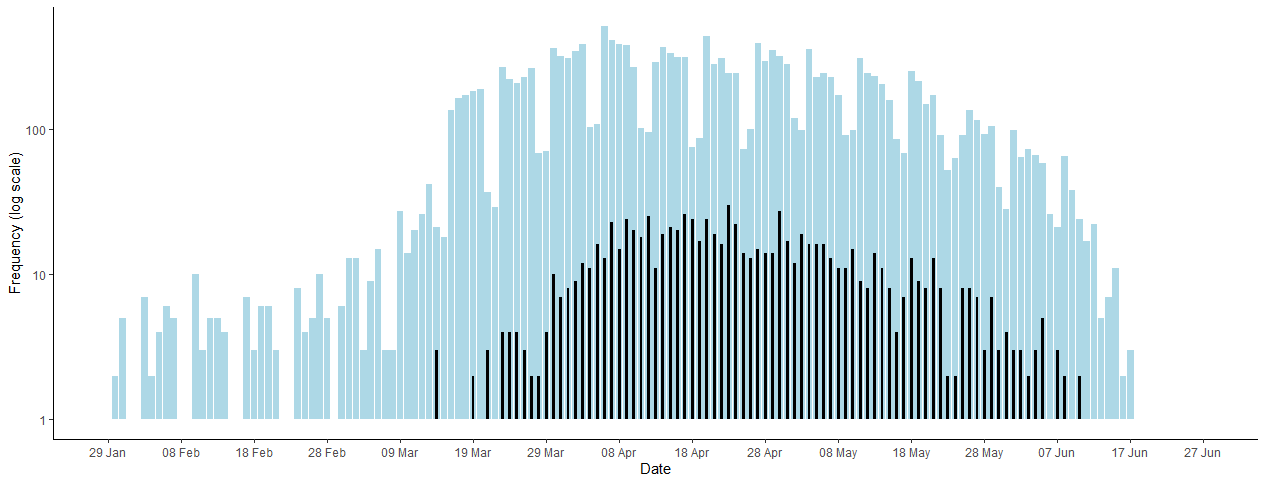 Frequency (log scale)
100
10
1
29 Jan 08 Feb 18 Feb 28 Feb 09 Mar 19 Mar 29 Mar 08 Apr 18 Apr 28 Apr 08 May 18 May 28 May 07 Jun 17 Jun 27 Jun
Date